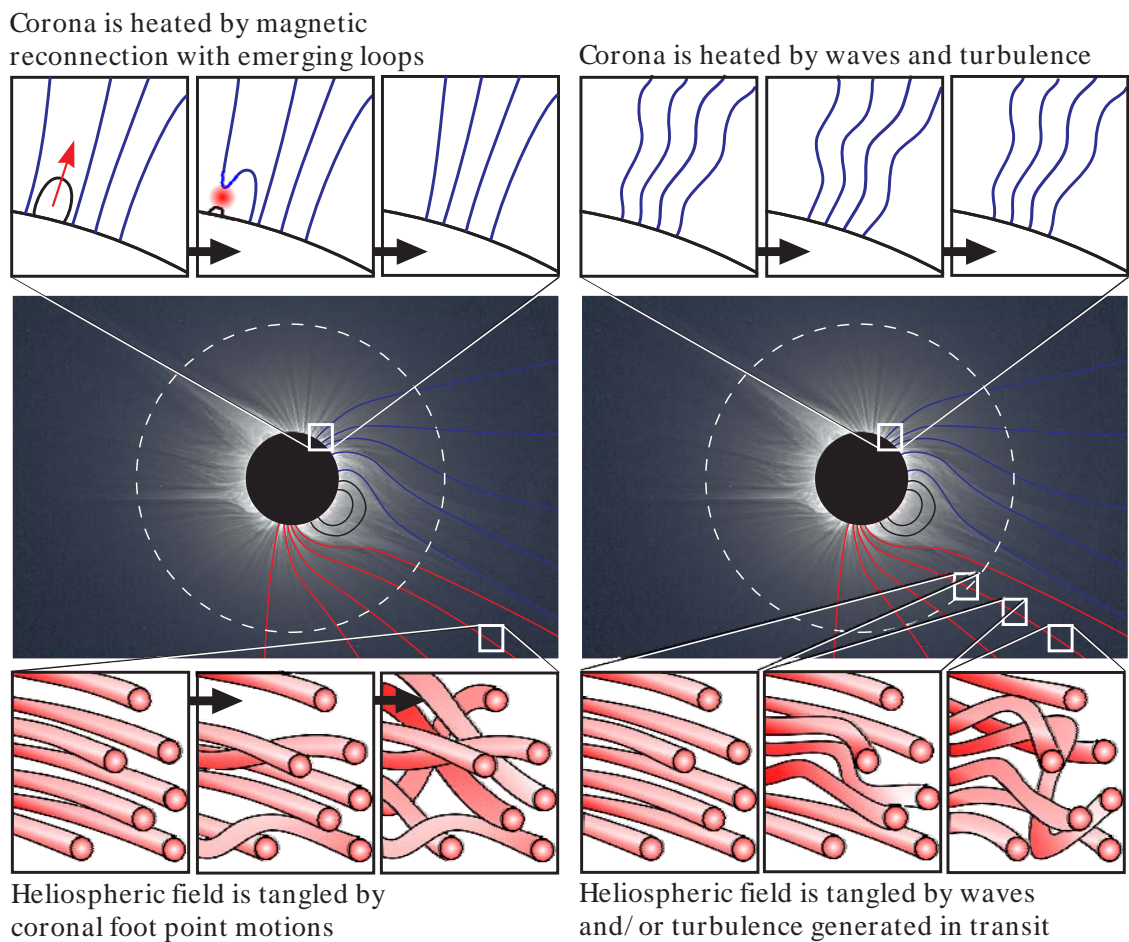 Corona is heated by magnetic
reconnection with emerging loops
Corona is heated by waves and turbulence
Heliospheric field is tangled by
coronal foot point motions
Heliospheric field is tangled by waves
and/ or turbulence generated in transit